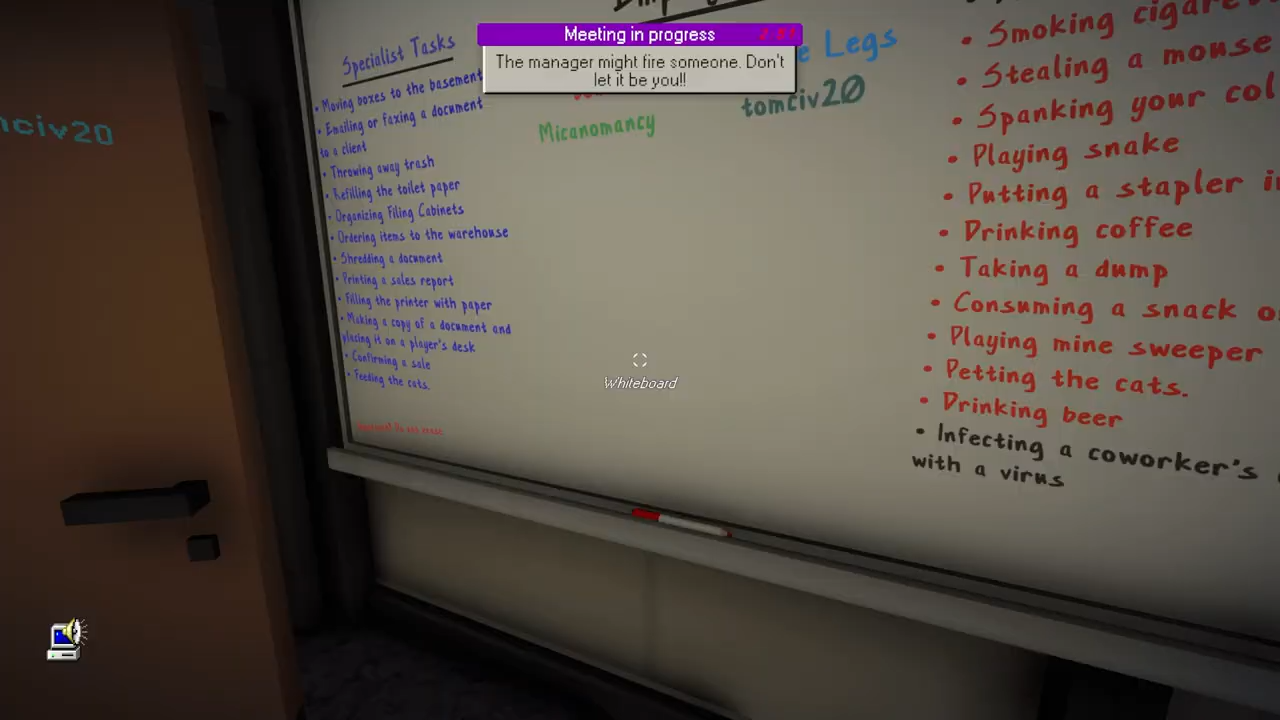 Meeting in progress
The manager might fire someone. Don't
let it be you!!
Specialist Tasks
• Moving boxes to the basement
• Emailing or faxing a document
to a client
• Throwing away trash
• Refilling the toilet paper
• Organizing Filing Cabinets
• Ordering items to the warehouse
• Shredding a document
• Printing a sales report
• Filling the printer with paper
• Making a copy of a document and
placing it on a player's desk
• Confirming a sale
• Feeding the cats.
Legs
tomciv20
Micanomancy
• Smoking
• Stealing a mouse
• Spanking your
• Playing snake
• Putting a stapler
• Drinking coffee
• Taking a dump
• Consuming a snack
• Playing mine sweeper
• Petting the cats.
• Drinking beer
• Infecting a coworker's
with a virus
Whiteboard